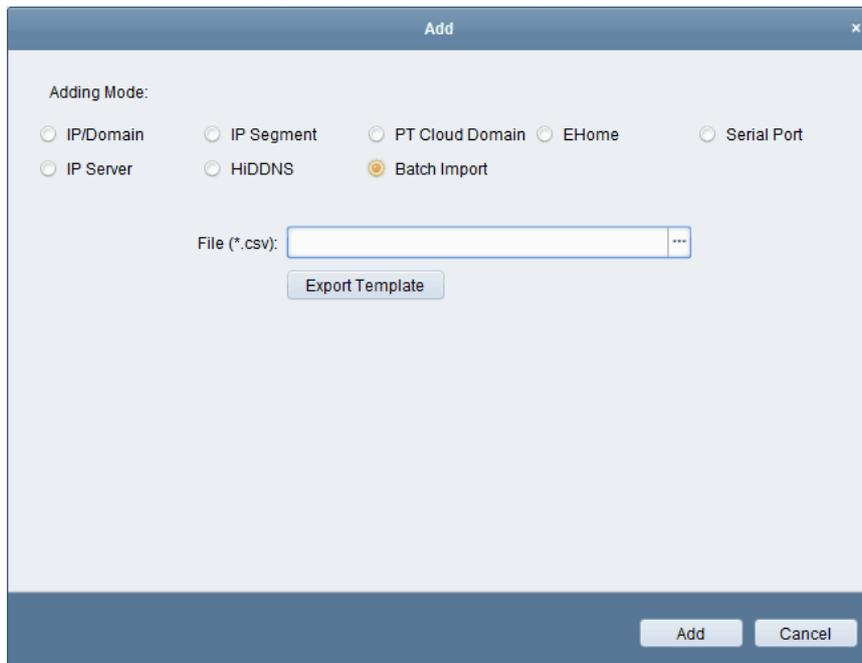 Add
×
Adding Mode:
IP/Domain IP Segment PT Cloud Domain EHome Serial Port
IP Server HiDDNS Batch Import
File (*.csv): ...
Export Template
Add Cancel